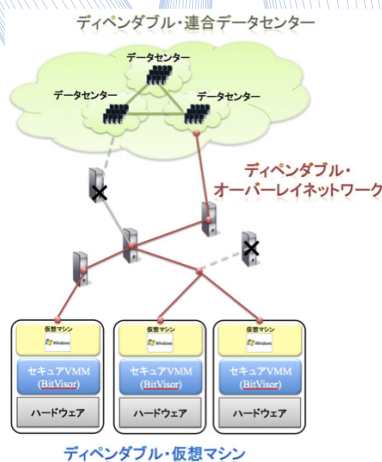 ディペンダブル・連合データセンター
データセンター
データセンター
データセンター
ディペンダブル・
オーバーレイネットワーク
仮想マシン
Windows
セキュアVMM
(BitVisor)
ハードウェア
仮想マシン
Windows
セキュアVMM
(BitVisor)
ハードウェア
仮想マシン
Windows
セキュアVMM
(BitVisor)
ハードウェア
ディペンダブル・仮想マシン